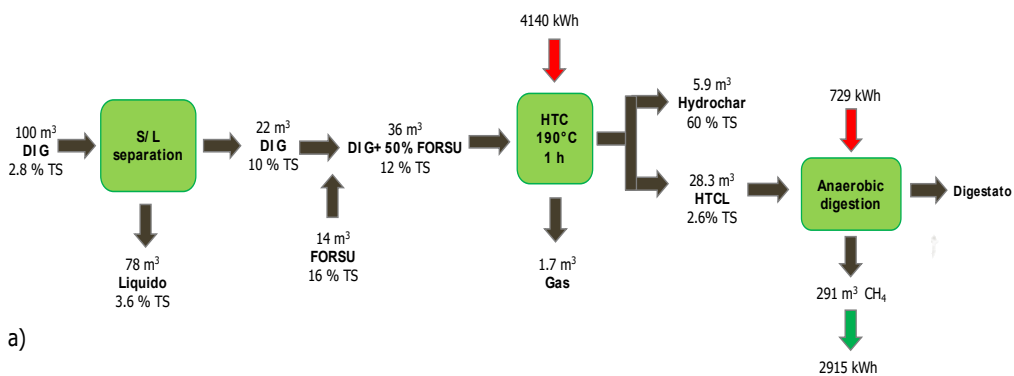 4140 kWh
100 m³
DIG
2.8 % TS
S/L
separation
78 m³
Liquido
3.6 % TS
22 m³
DIG
10 % TS
14 m³
FORSU
16 % TS
36 m³
DIG+ 50% FORSU
12 % TS
HTC
190°C
1 h
1.7 m³
Gas
5.9 m³
Hydrochar
60 % TS
28.3 m³
HTCL
2.6% TS
729 kWh
Anaerobic
digestion
Digestato
291 m³ CH₄
2915 kWh
a)